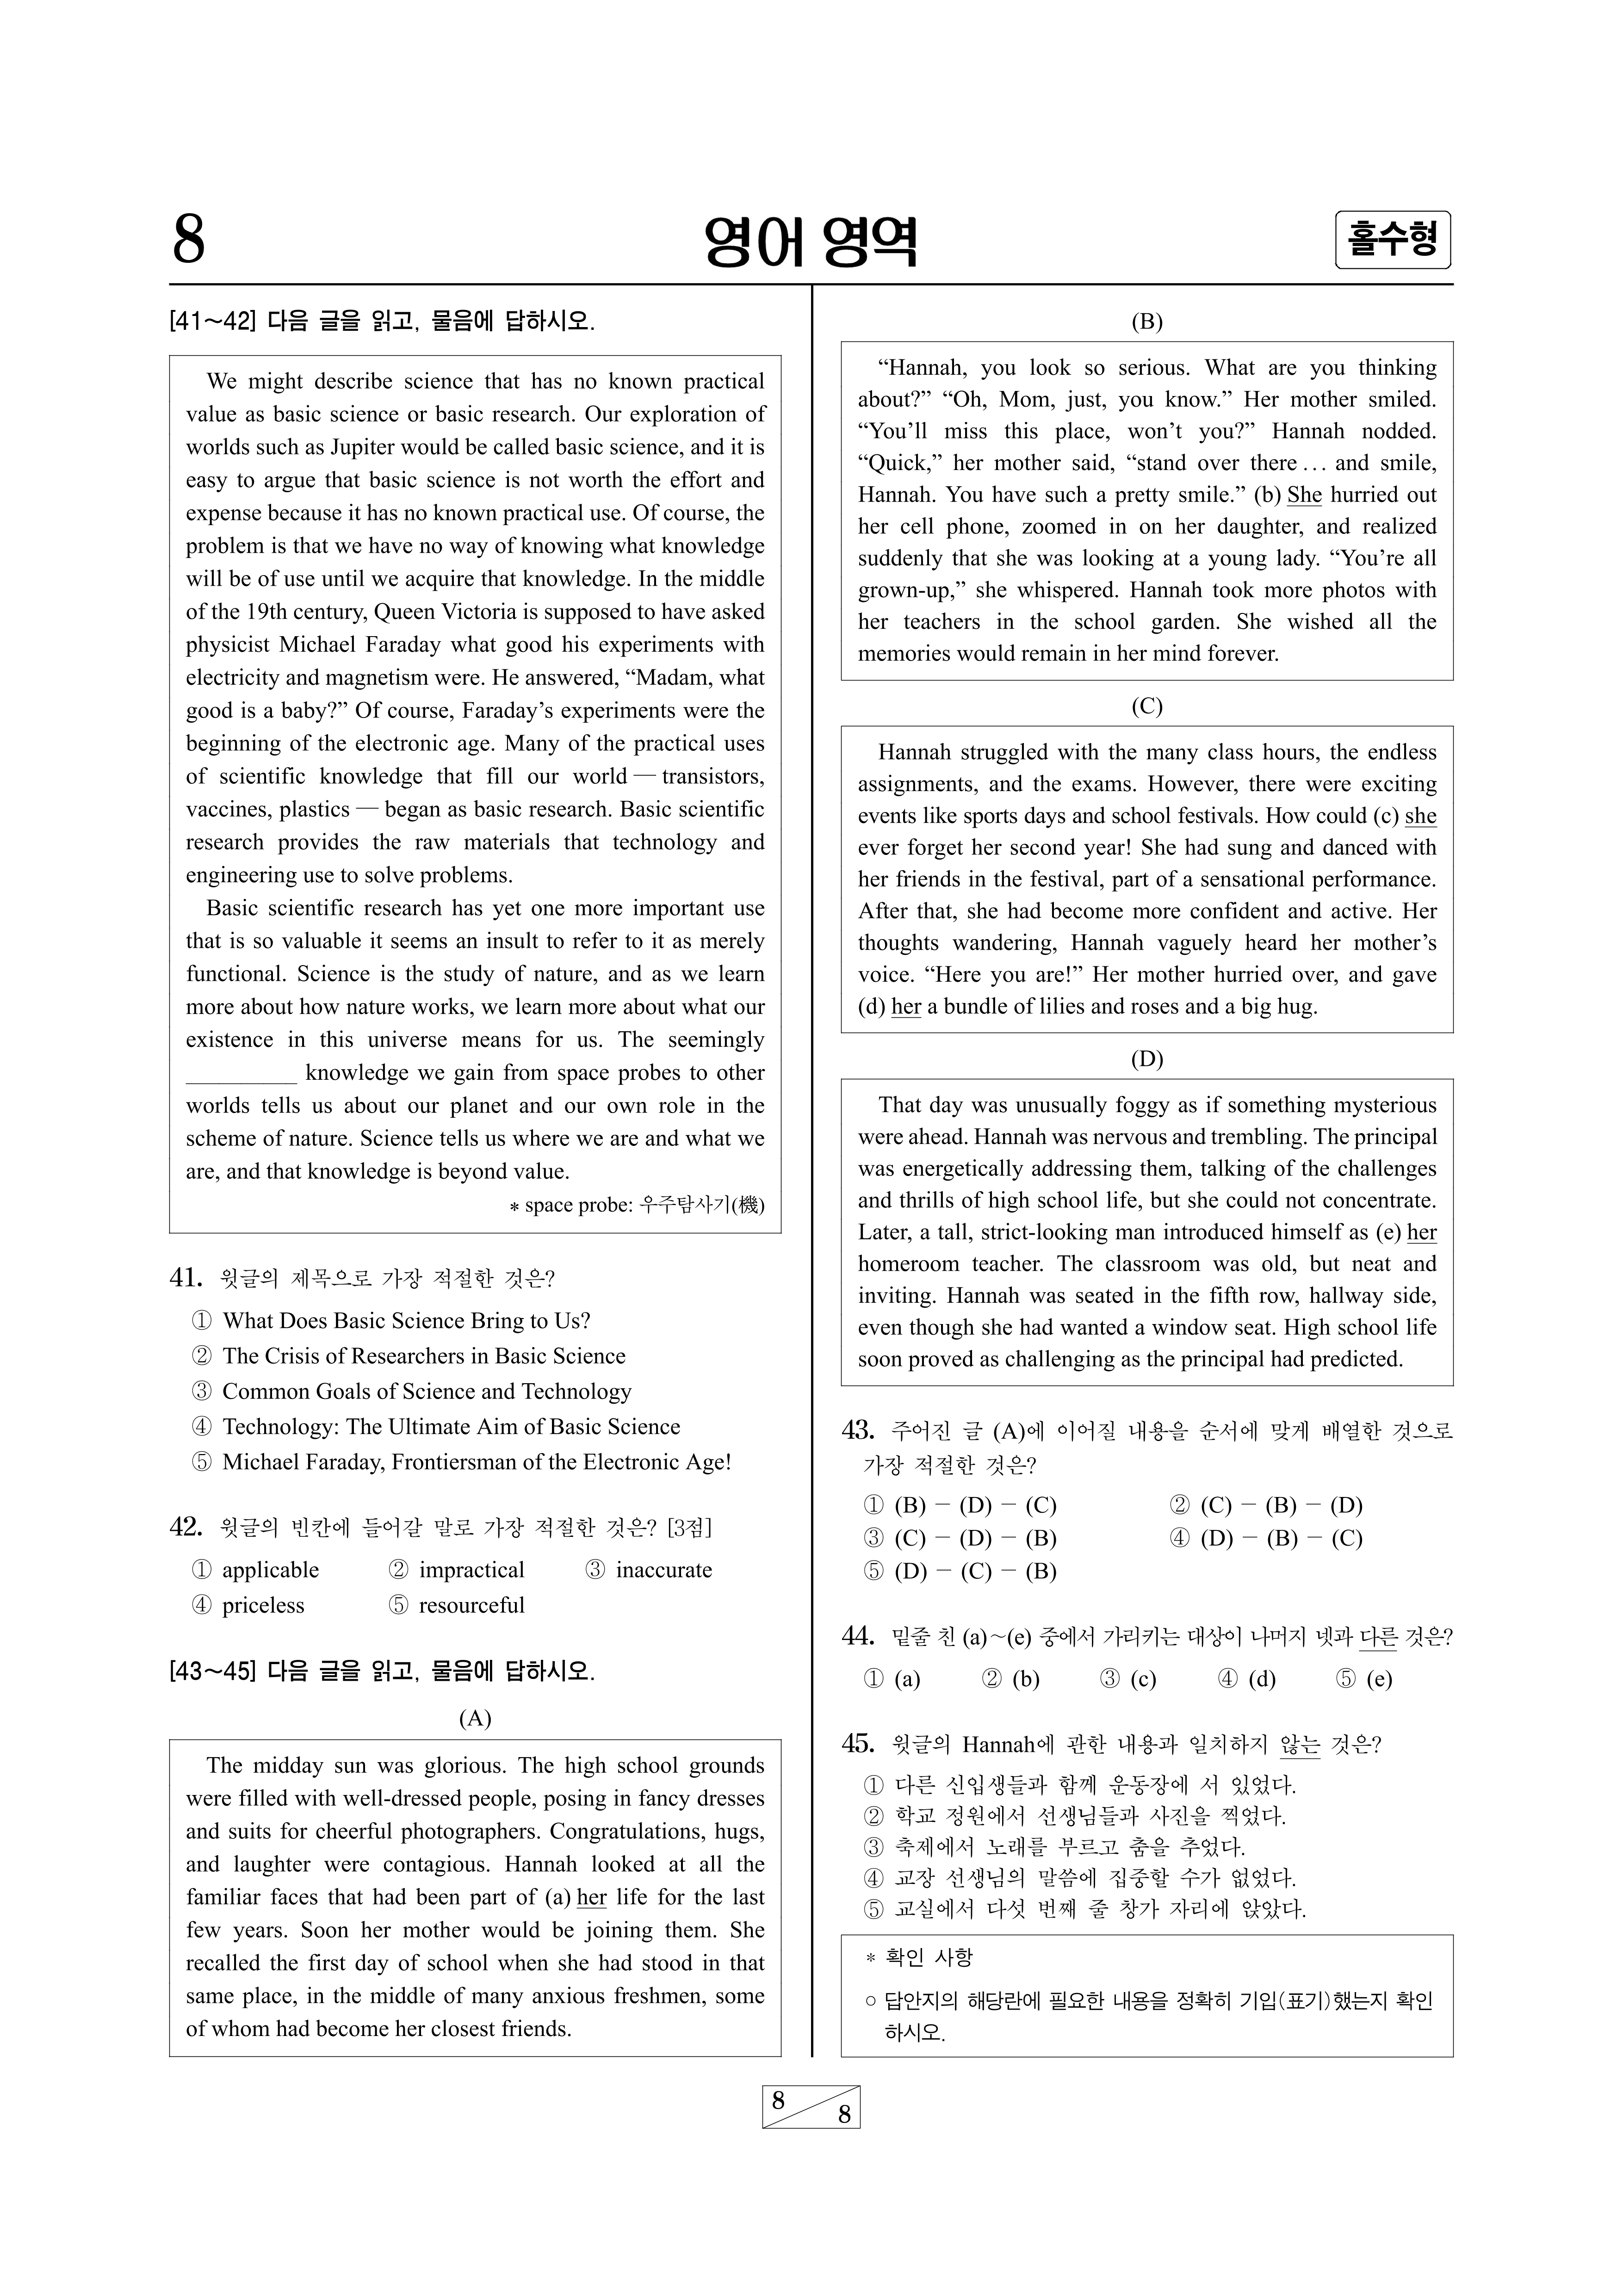 8
영어 영역
홀수형
[41~42] 다음 글을 읽고, 물음에 답하시오.
We might describe science that has no known practical
value as basic science or basic research. Our exploration of
worlds such as Jupiter would be called basic science, and it is
easy to argue that basic science is not worth the effort and
expense because it has no known practical use. Of course, the
problem is that we have no way of knowing what knowledge
will be of use until we acquire that knowledge. In the middle
of the 19th century, Queen Victoria is supposed to have asked
physicist Michael Faraday what good his experiments with
electricity and magnetism were. He answered, “Madam, what
good is a baby?” Of course, Faraday’s experiments were the
beginning of the electronic age. Many of the practical uses
of scientific knowledge that fill our world — transistors,
vaccines, plastics — began as basic research. Basic scientific
research provides the raw materials that technology and
engineering use to solve problems.
Basic scientific research has yet one more important use
that is so valuable it seems an insult to refer to it as merely
functional. Science is the study of nature, and as we learn
more about how nature works, we learn more about what our
existence in this universe means for us. The seemingly
__________ knowledge we gain from space probes to other
worlds tells us about our planet and our own role in the
scheme of nature. Science tells us where we are and what we
are, and that knowledge is beyond value.
* space probe: 우주탐사기(機)
41. 윗글의 제목으로 가장 적절한 것은?
① What Does Basic Science Bring to Us?
② The Crisis of Researchers in Basic Science
③ Common Goals of Science and Technology
④ Technology: The Ultimate Aim of Basic Science
⑤ Michael Faraday, Frontiersman of the Electronic Age!
42. 윗글의 빈칸에 들어갈 말로 가장 적절한 것은? [3점]
① applicable ② impractical ③ inaccurate
④ priceless ⑤ resourceful
[43~45] 다음 글을 읽고, 물음에 답하시오.
(A)
The midday sun was glorious. The high school grounds
were filled with well-dressed people, posing in fancy dresses
and suits for cheerful photographers. Congratulations, hugs,
and laughter were contagious. Hannah looked at all the
familiar faces that had been part of (a) her life for the last
few years. Soon her mother would be joining them. She
recalled the first day of school when she had stood in that
same place, in the middle of many anxious freshmen, some
of whom had become her closest friends.
(B)
“Hannah, you look so serious. What are you thinking
about?” “Oh, Mom, just, you know.” Her mother smiled.
“You’ll miss this place, won’t you?” Hannah nodded.
“Quick,” her mother said, “stand over there … and smile,
Hannah. You have such a pretty smile.” (b) She hurried out
her cell phone, zoomed in on her daughter, and realized
suddenly that she was looking at a young lady. “You’re all
grown-up,” she whispered. Hannah took more photos with
her teachers in the school garden. She wished all the
memories would remain in her mind forever.
(C)
Hannah struggled with the many class hours, the endless
assignments, and the exams. However, there were exciting
events like sports days and school festivals. How could (c) she
ever forget her second year! She had sung and danced with
her friends in the festival, part of a sensational performance.
After that, she had become more confident and active. Her
thoughts wandering, Hannah vaguely heard her mother’s
voice. “Here you are!” Her mother hurried over, and gave
(d) her a bundle of lilies and roses and a big hug.
(D)
That day was unusually foggy as if something mysterious
were ahead. Hannah was nervous and trembling. The principal
was energetically addressing them, talking of the challenges
and thrills of high school life, but she could not concentrate.
Later, a tall, strict-looking man introduced himself as (e) her
homeroom teacher. The classroom was old, but neat and
inviting. Hannah was seated in the fifth row, hallway side,
even though she had wanted a window seat. High school life
soon proved as challenging as the principal had predicted.
43. 주어진 글 (A)에 이어질 내용을 순서에 맞게 배열한 것으로
가장 적절한 것은?
① (B) － (D) － (C) ② (C) － (B) － (D)
③ (C) － (D) － (B) ④ (D) － (B) － (C)
⑤ (D) － (C) － (B)
44. 밑줄 친 (a)~(e) 중에서 가리키는 대상이 나머지 넷과 다른 것은?
① (a) ② (b) ③ (c) ④ (d) ⑤ (e)
45. 윗글의 Hannah에 관한 내용과 일치하지 않는 것은?
① 다른 신입생들과 함께 운동장에 서 있었다.
② 학교 정원에서 선생님들과 사진을 찍었다.
③ 축제에서 노래를 부르고 춤을 추었다.
④ 교장 선생님의 말씀에 집중할 수가 없었다.
⑤ 교실에서 다섯 번째 줄 창가 자리에 앉았다.
* 확인 사항
○ 답안지의 해당란에 필요한 내용을 정확히 기입(표기)했는지 확인
하시오.
8
8